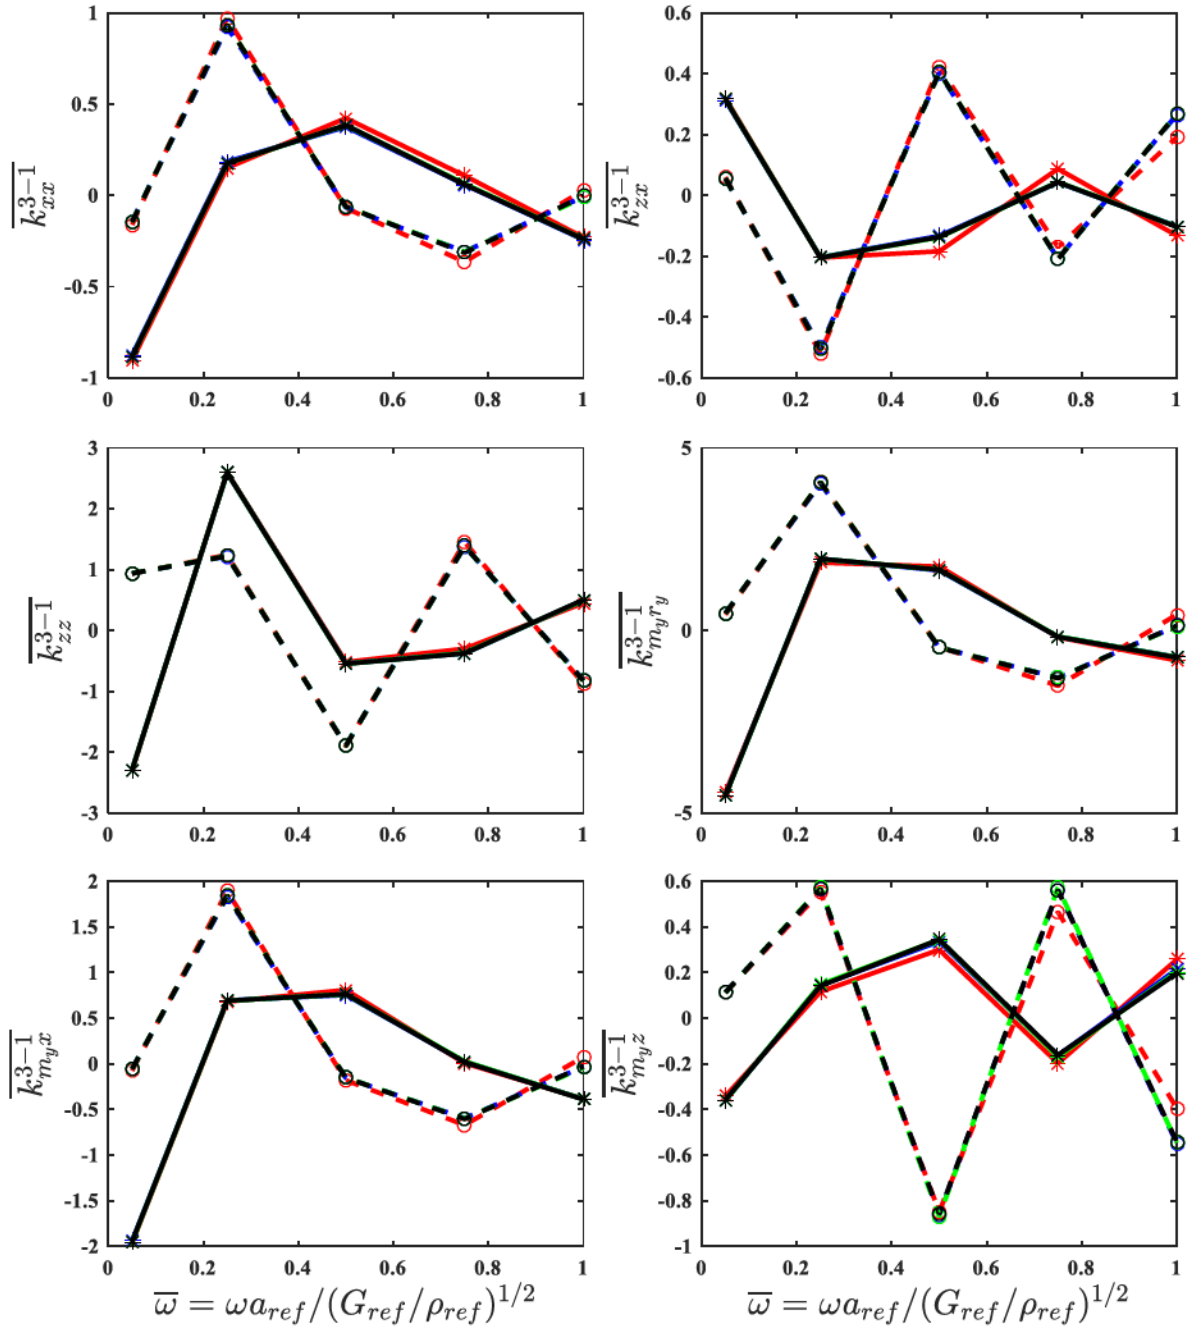 1
0.5
0
-0.5
-1
0 0.2 0.4 0.6 0.8 1
$\overline{k_{xx}^{3-1}}$
0.6
0.4
0.2
0
-0.2
-0.4
-0.6
0 0.2 0.4 0.6 0.8 1
$\overline{k_{zx}^{3-1}}$
3
2
1
0
-1
-2
-3
0 0.2 0.4 0.6 0.8 1
$\overline{k_{zz}^{3-1}}$
5
0
-5
0 0.2 0.4 0.6 0.8 1
$\overline{k_{m_y r_y}^{3-1}}$
2
1.5
1
0.5
0
-0.5
-1
-1.5
-2
0 0.2 0.4 0.6 0.8 1
$\overline{k_{m_y x}^{3-1}}$
$\overline{\omega} = \omega a_{ref}/(G_{ref}/\rho_{ref})^{1/2}$
0.6
0.4
0.2
0
-0.2
-0.4
-0.6
-0.8
-1
0 0.2 0.4 0.6 0.8 1
$\overline{k_{m_y z}^{3-1}}$
$\overline{\omega} = \omega a_{ref}/(G_{ref}/\rho_{ref})^{1/2}$